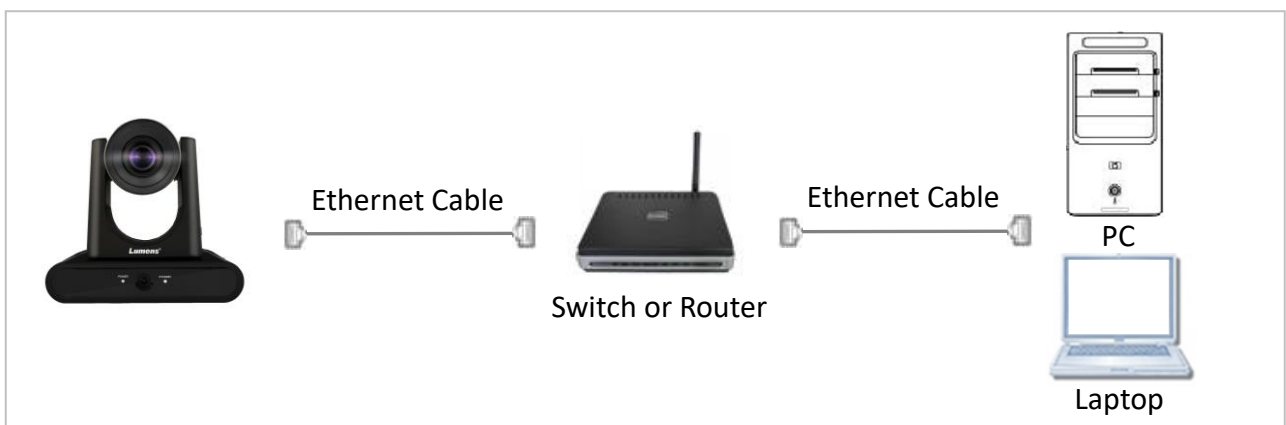 Ethernet Cable
Ethernet Cable
Lumens
Switch or Router
PC
Laptop